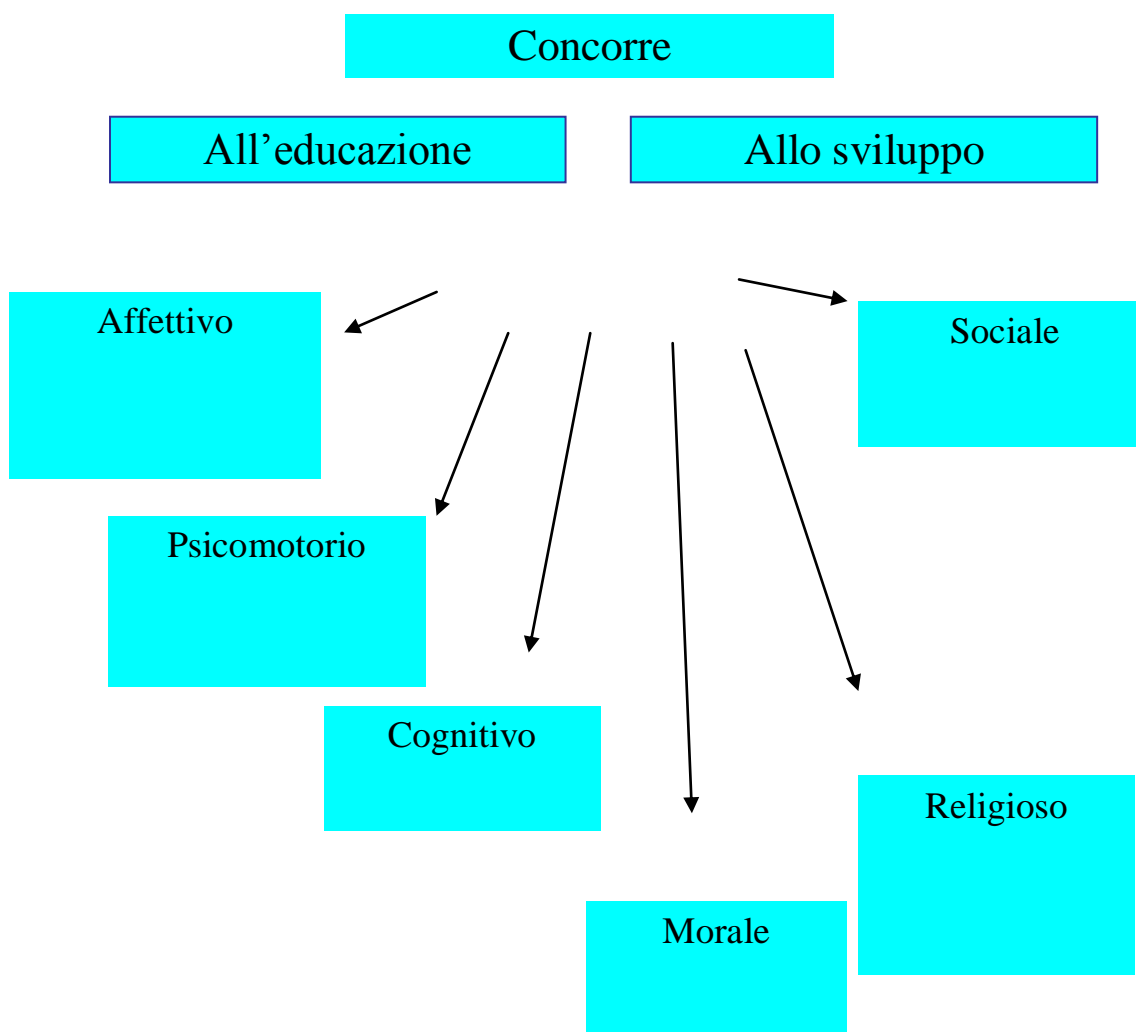 Concorre
All’educazione
Allo sviluppo
Affettivo
Sociale
Psicomotorio
Cognitivo
Religioso
Morale